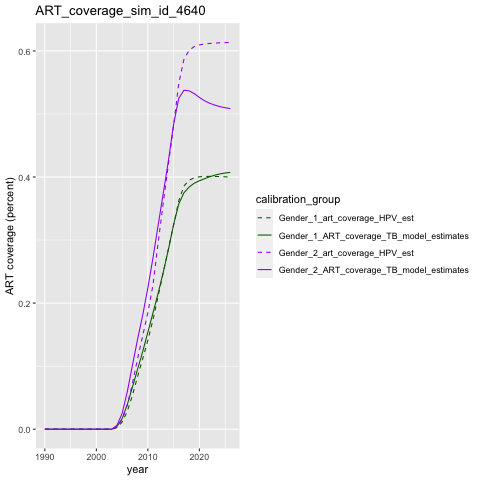 ART_coverage_sim_id_4640
ART coverage (percent)
0.6
0.4
0.2
0.0
1990
2000
2010
2020
year
calibration_group
Gender_1_art_coverage_HPV_est
Gender_1_ART_coverage_TB_model_estimates
Gender_2_art_coverage_HPV_est
Gender_2_ART_coverage_TB_model_estimates